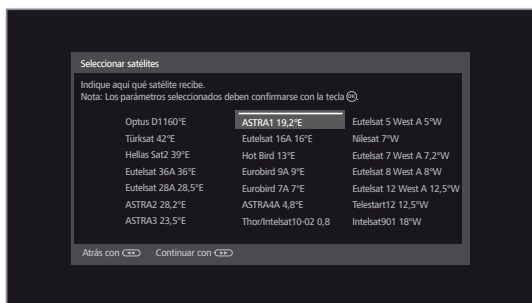 Seleccionar satélites
Indique aquí qué satélite recibe.
Nota: Los parámetros seleccionados deben confirmarse con la tecla OK.
Optus D1160°E ASTRA1 19,2°E Eutelsat 5 West A 5°W
Türksat 42°E Eutelsat 16A 16°E Nilesat 7°W
Hellas Sat2 39°E Hot Bird 13°E Eutelsat 7 West A 7,2°W
Eutelsat 36A 36°E Eurobird 9A 9°E Eutelsat 8 West A 8°W
Eutelsat 28A 28,5°E Eurobird 7A 7°E Eutelsat 12 West A 12,5°W
ASTRA2 28,2°E ASTRA4A 4,8°E Telestart12 12,5°W
ASTRA3 23,5°E Thor/Intelsat10-02 0,8 Intelsat901 18°W
Atrás con ◄◄ Continuar con ►►